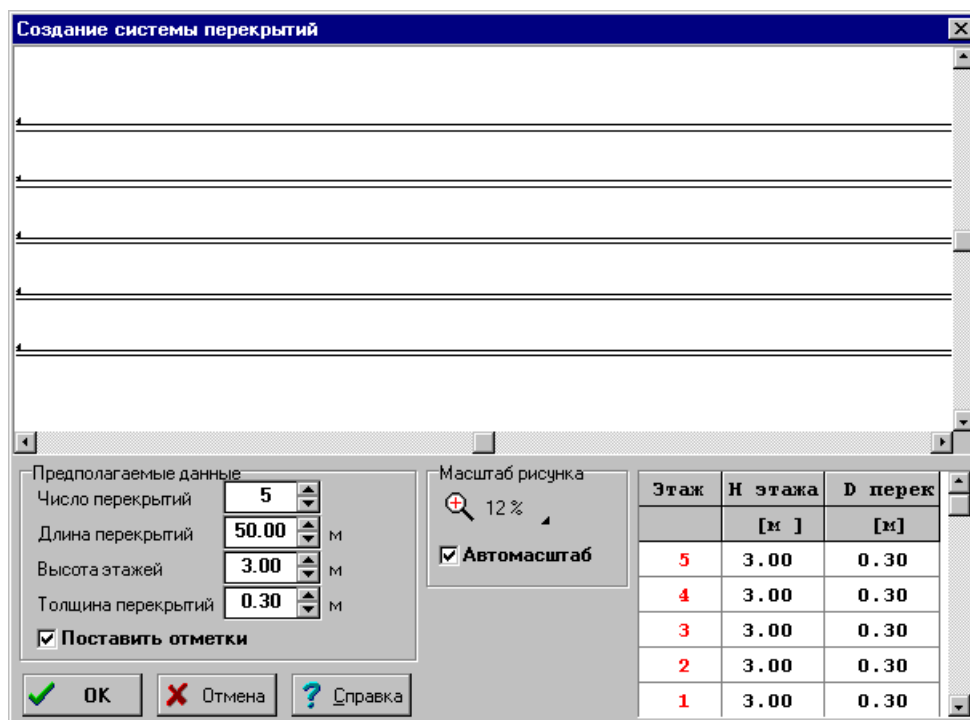 Создание системы перекрытий
Предполагаемые данные
Число перекрытий 5
Длина перекрытий 50.00 м
Высота этажей 3.00 м
Толщина перекрытий 0.30 м
Поставить отметки
OK Отмена Справка
Масштаб рисунка
12%
Автомасштаб
Этаж H этажа D перек
[м ] [м]
5 3.00 0.30
4 3.00 0.30
3 3.00 0.30
2 3.00 0.30
1 3.00 0.30